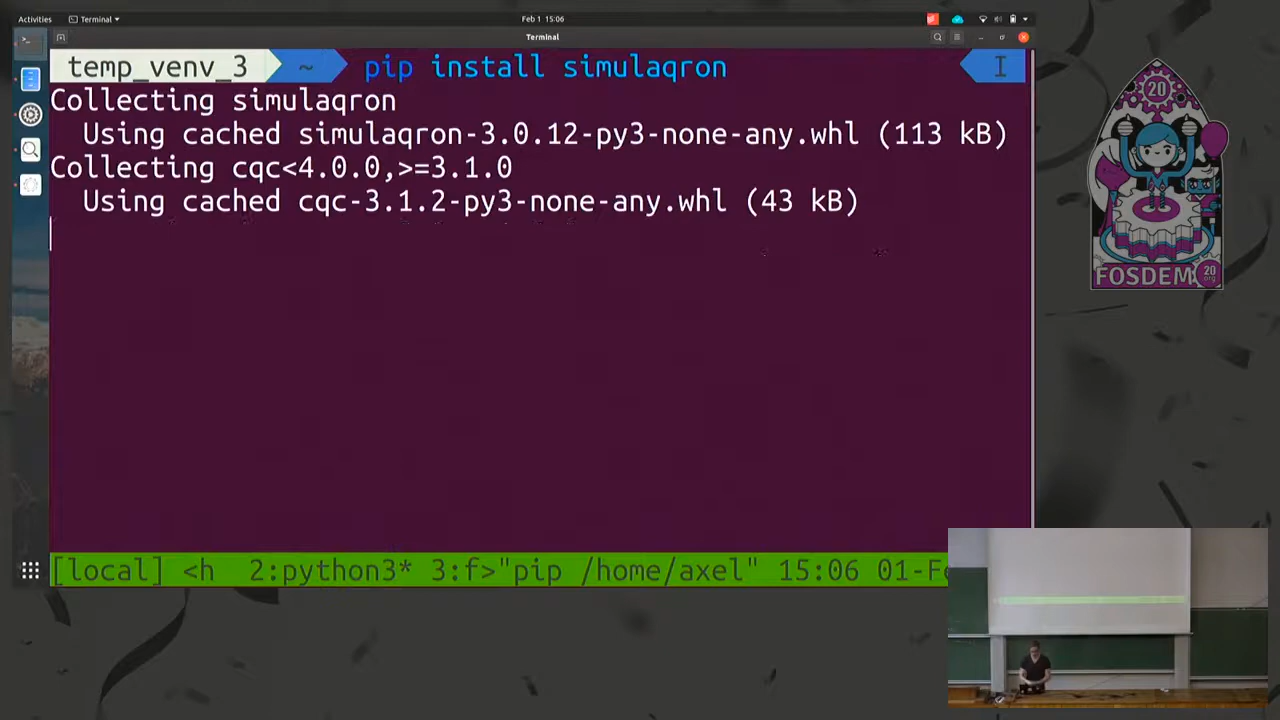 Activities
Terminal
Feb 1 15:06
Terminal
temp_venv_3 ~ pip install simulaqron I
Collecting simulaqron
Using cached simulaqron-3.0.12-py3-none-any.whl (113 kB)
Collecting cqc<4.0.0,>=3.1.0
Using cached cqc-3.1.2-py3-none-any.whl (43 kB)
[local] <h 2:python3* 3:f>"pip /home/axel" 15:06 01-Fe
20
FOSDEM
20
.org